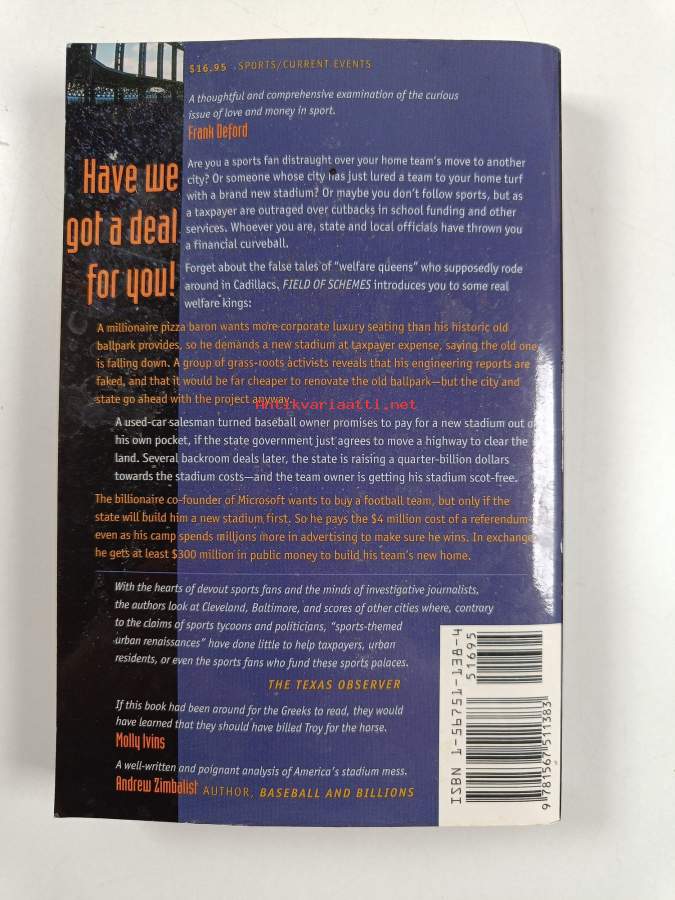 $16.95 .SPORTS/CURRENT EVENTS
A thoughtful and comprehensive examination of the curious
issue of love and money in sport.
Frank Deford
Have we
got a deal
for you!
Are you a sports fan distraught over your home team's move to another
city? Or someone whose city has just lured a team to your home turf
with a brand new stadium? Or maybe you don't follow sports, but as
a taxpayer are outraged over cutbacks in school funding and other
services. Whoever you are, state and local officials have thrown you
a financial curveball.
Forget about the false tales of "welfare queens" who supposedly rode
around in Cadillacs, FIELD OF SCHEMES introduces you to some real
welfare kings:
A millionaire pizza baron wants more corporate luxury seating than his historic old
ballpark provides, so he demands a new stadium at taxpayer expense, saying the old one
is falling down. A group of grass-roots activists reveals that his engineering reports are
faked, and that it would be far cheaper to renovate the old ballpark—but the city and
state go ahead with the project anyway.
Antikvariaatti.net
A used-car salesman turned baseball owner promises to pay for a new stadium out of
his own pocket, if the state government just agrees to move a highway to clear the
land. Several backroom deals later, the state is raising a quarter-billion dollars
towards the stadium costs—and the team owner is getting his stadium scot-free.
The billionaire co-founder of Microsoft wants to buy a football team, but only if the
state will build him a new stadium first. So he pays the $4 million cost of a referendum—
even as his camp spends millions more in advertising to make sure he wins. In exchange
he gets at least $300 million in public money to build his team's new home.
With the hearts of devout sports fans and the minds of investigative journalists,
the authors look at Cleveland, Baltimore, and scores of other cities where, contrary
to the claims of sports tycoons and politicians, "sports-themed
urban renaissances" have done little to help taxpayers, urban
residents, or even the sports fans who fund these sports palaces.
THE TEXAS OBSERVER
If this book had been around for the Greeks to read, they would
have learned that they should have billed Troy for the horse.
Molly Ivins
A well-written and poignant analysis of America's stadium mess.
Andrew Zimbalist AUTHOR, BASEBALL AND BILLIONS
ISBN 1-56751-138-4
51695
9 781567 511383